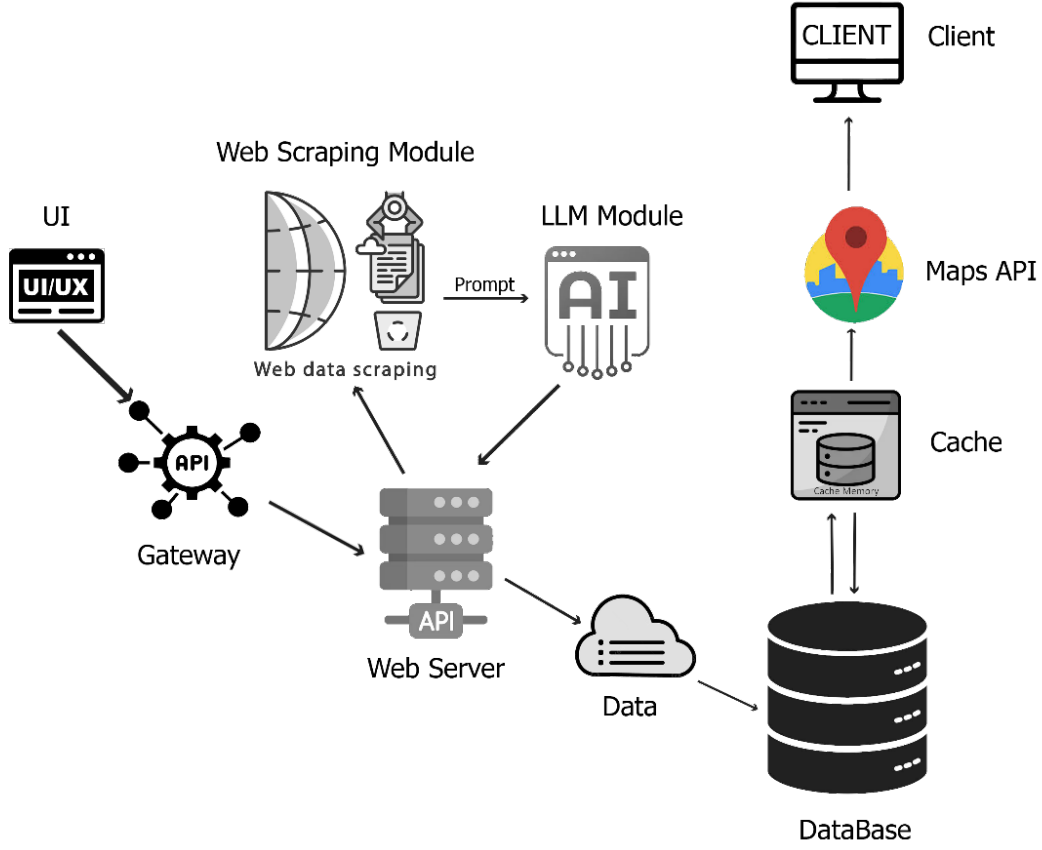 CLIENT
Client
Web Scraping Module
UI
LLM Module
UI/UX
Maps API
Prompt
AI
Web data scraping
API
Cache
Cache Memory
Gateway
API
Web Server
Data
DataBase